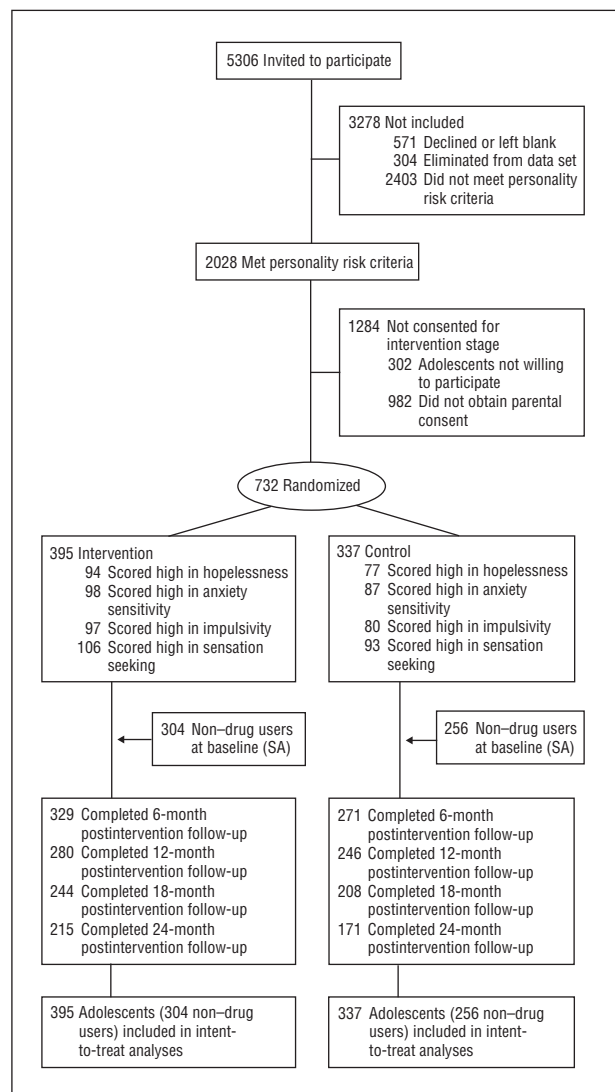 5306 Invited to participate
3278 Not included
571 Declined or left blank
304 Eliminated from data set
2403 Did not meet personality
risk criteria
2028 Met personality risk criteria
1284 Not consented for
intervention stage
302 Adolescents not willing
to participate
982 Did not obtain parental
consent
732 Randomized
395 Intervention
94 Scored high in hopelessness
98 Scored high in anxiety
sensitivity
97 Scored high in impulsivity
106 Scored high in sensation
seeking
337 Control
77 Scored high in hopelessness
87 Scored high in anxiety
sensitivity
80 Scored high in impulsivity
93 Scored high in sensation
seeking
304 Non–drug users
at baseline (SA)
256 Non–drug users
at baseline (SA)
329 Completed 6-month
postintervention follow-up
280 Completed 12-month
postintervention follow-up
244 Completed 18-month
postintervention follow-up
215 Completed 24-month
postintervention follow-up
271 Completed 6-month
postintervention follow-up
246 Completed 12-month
postintervention follow-up
208 Completed 18-month
postintervention follow-up
171 Completed 24-month
postintervention follow-up
395 Adolescents (304 non–drug
users) included in intent-
to-treat analyses
337 Adolescents (256 non–drug
users) included in intent-
to-treat analyses